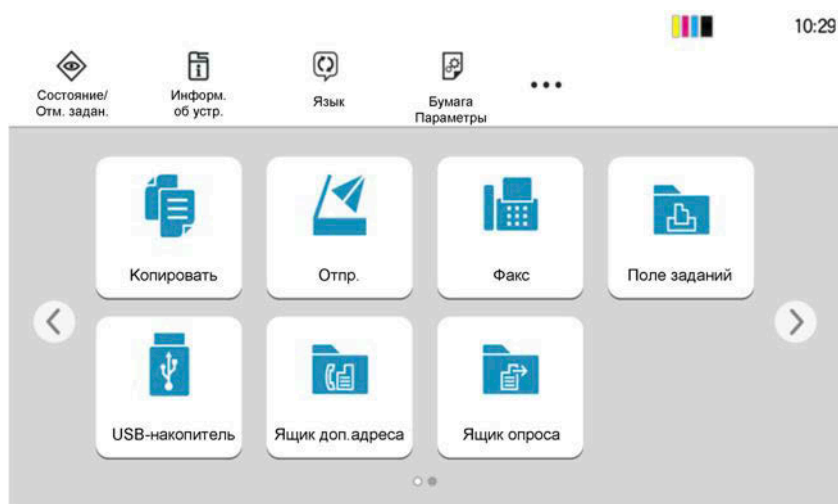 10:29
Состояние/
Отм. задан.
Информ.
об устр.
Язык
Бумага
Параметры
Копировать
Отпр.
Факс
Поле заданий
USB-накопитель
Ящик доп.адреса
Ящик опроса